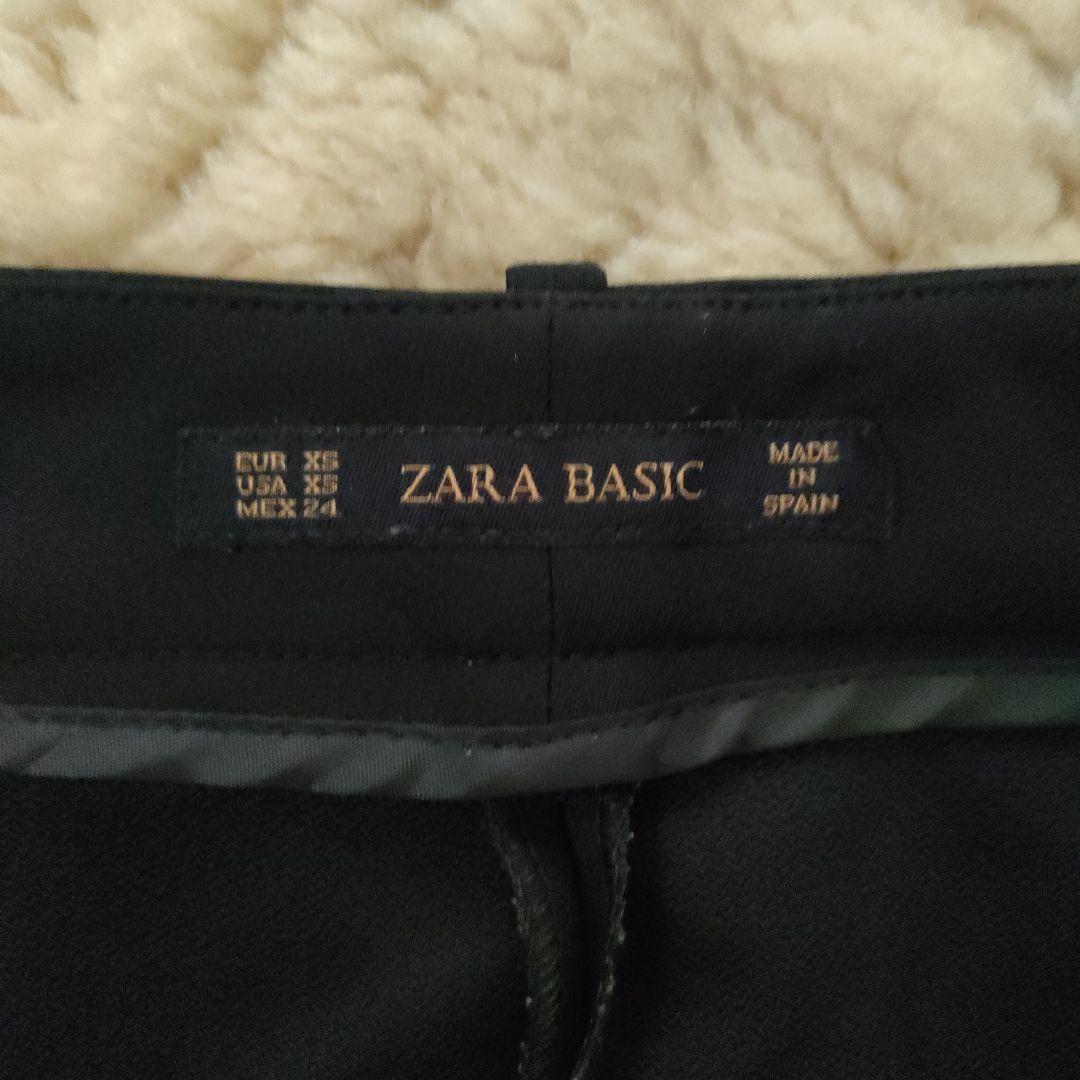 EUR XS
USA XS
MEX 24
ZARA BASIC
MADE
IN
SPAIN